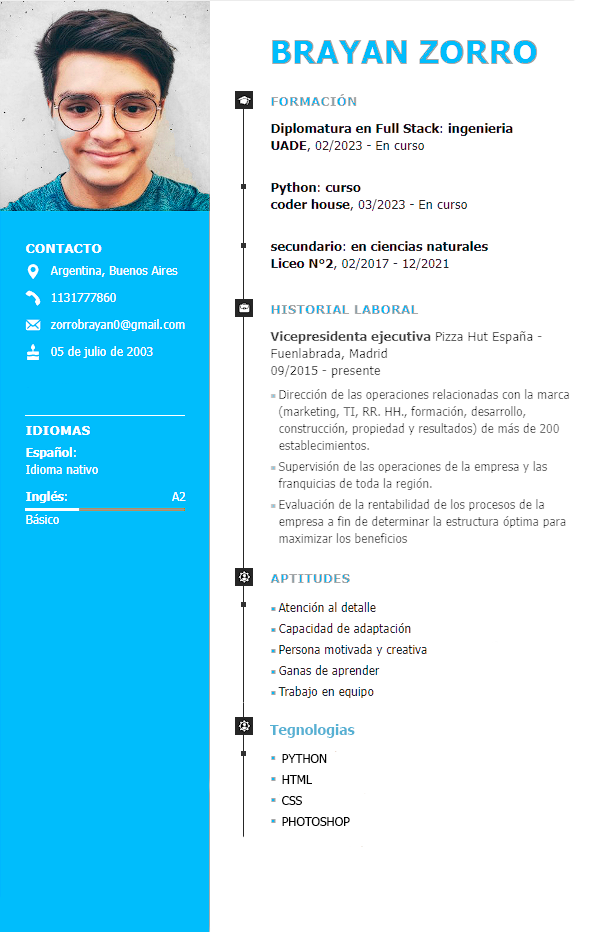 BRAYAN ZORRO
CONTACTO
Argentina, Buenos Aires
1131777860
zorrobrayan0@gmail.com
05 de julio de 2003
IDIOMAS
Español:
Idioma nativo
Inglés: A2
Básico
FORMACIÓN
Diplomatura en Full Stack: ingenieria
UADE, 02/2023 - En curso
Python: curso
coder house, 03/2023 - En curso
secundario: en ciencias naturales
Liceo N°2, 02/2017 - 12/2021
HISTORIAL LABORAL
Vicepresidenta ejecutiva Pizza Hut España -
Fuenlabrada, Madrid
09/2015 - presente
Dirección de las operaciones relacionadas con la marca
(marketing, TI, RR. HH., formación, desarrollo,
construcción, propiedad y resultados) de más de 200
establecimientos.
Supervisión de las operaciones de la empresa y las
franquicias de toda la región.
Evaluación de la rentabilidad de los procesos de la
empresa a fin de determinar la estructura óptima para
maximizar los beneficios
APTITUDES
Atención al detalle
Capacidad de adaptación
Persona motivada y creativa
Ganas de aprender
Trabajo en equipo
Tegnologias
PYTHON
HTML
CSS
PHOTOSHOP